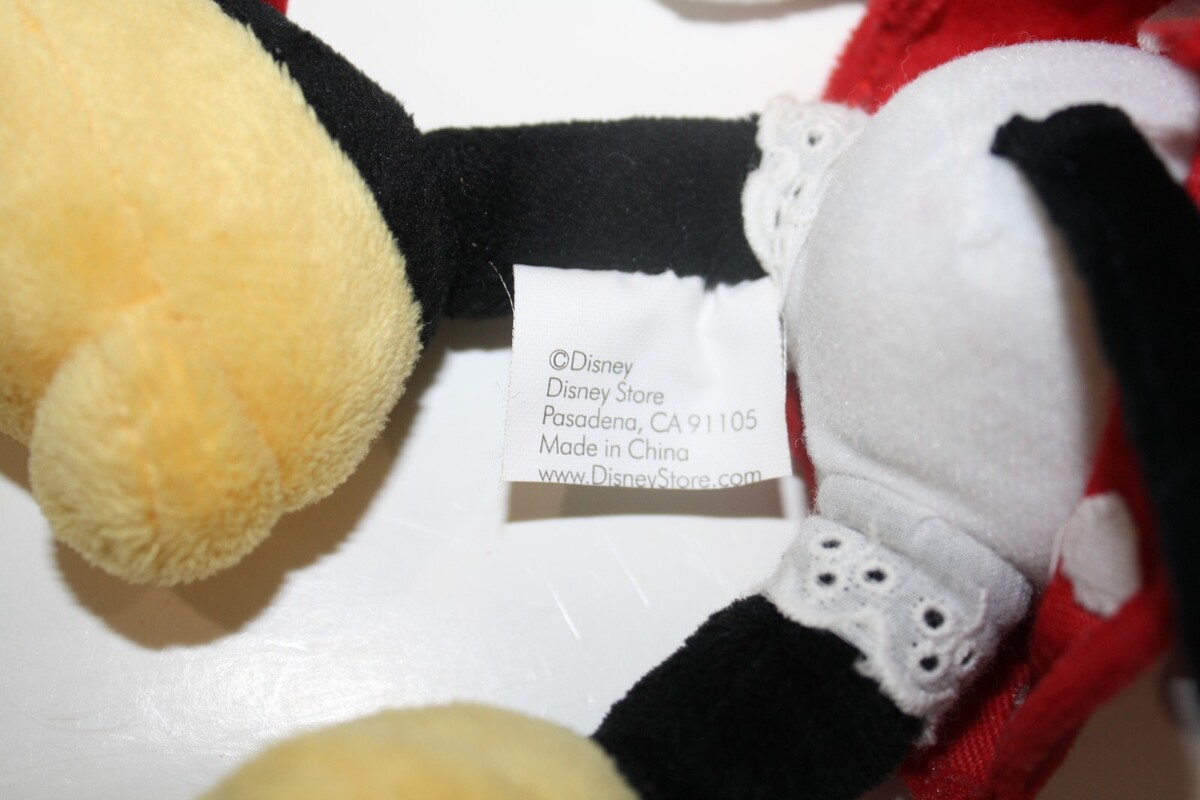 ©Disney
Disney Store
Pasadena, CA 91105
Made in China
www.DisneyStore.com